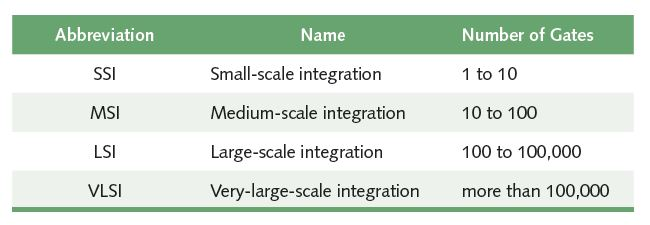 Abbreviation Name Number of Gates
SSI Small-scale integration 1 to 10
MSI Medium-scale integration 10 to 100
LSI Large-scale integration 100 to 100,000
VLSI Very-large-scale integration more than 100,000